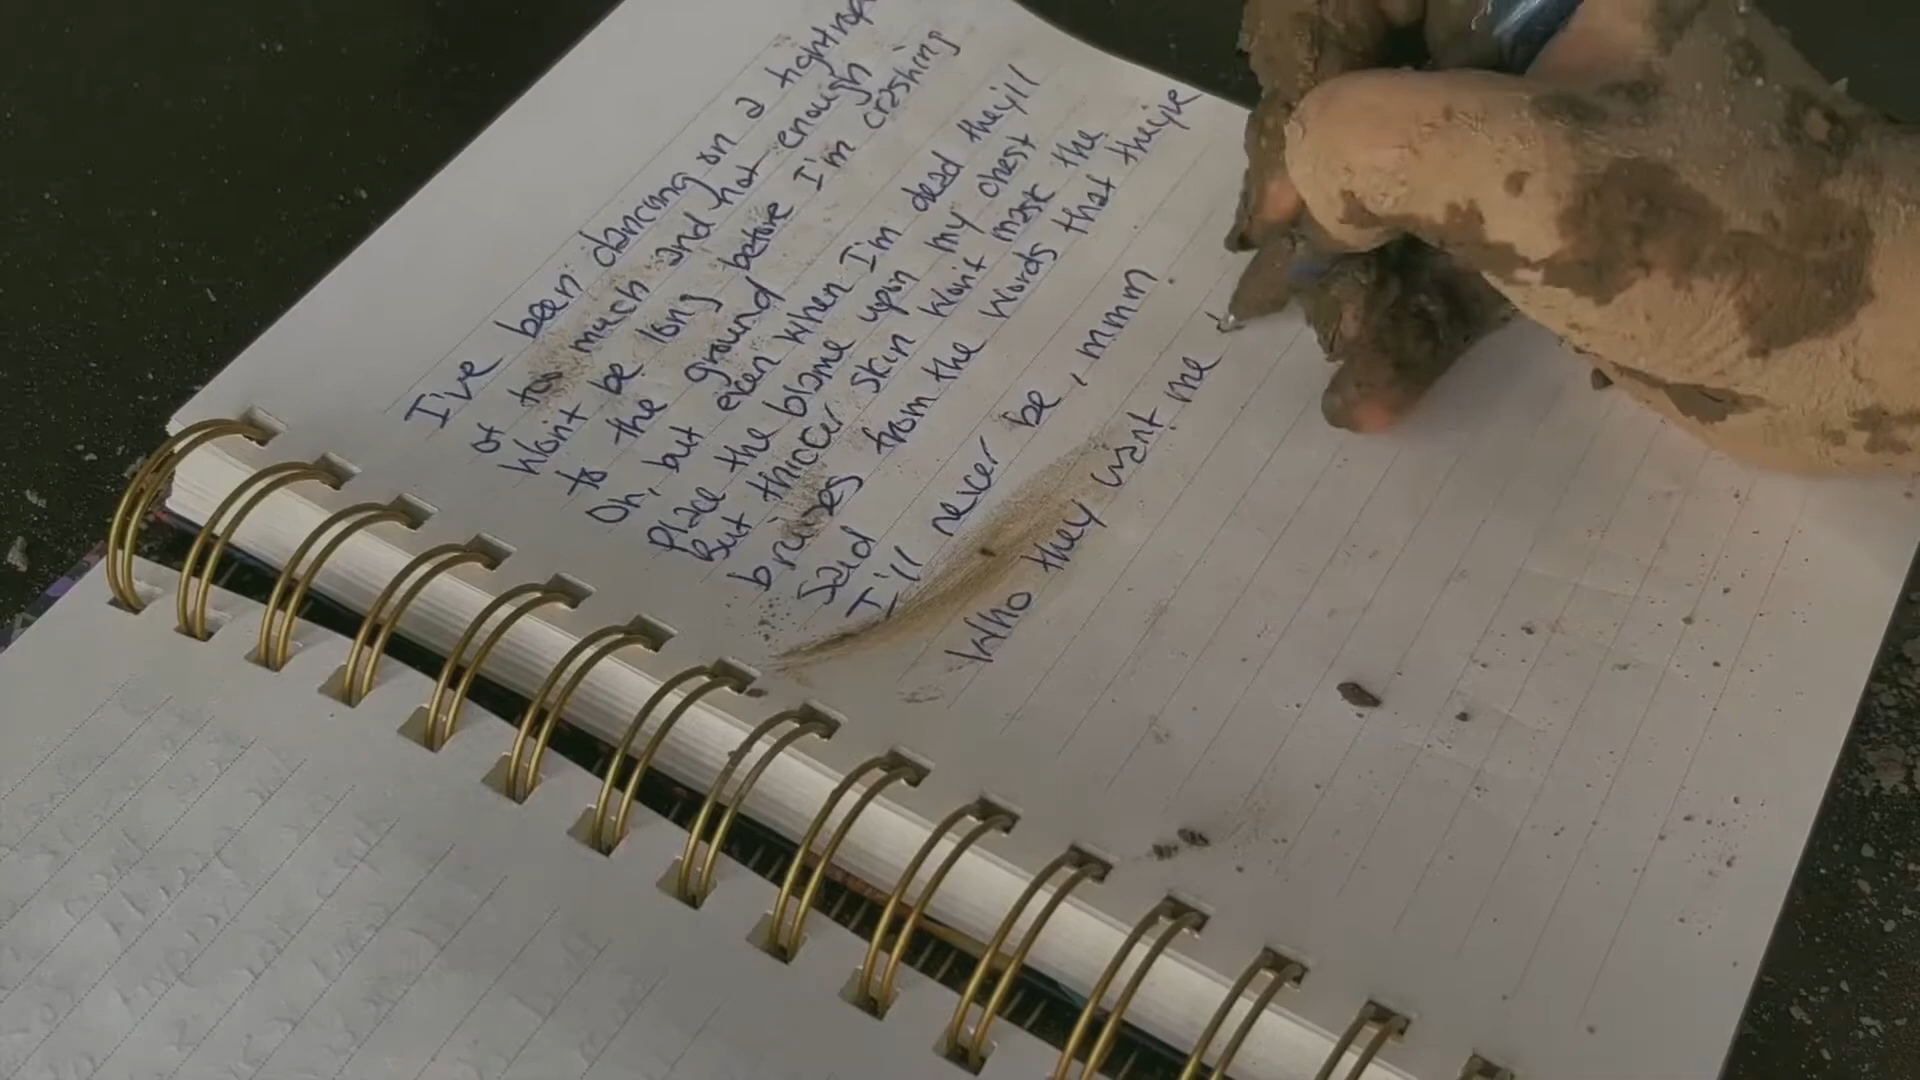 I've been dancing on a tightrope
of too much and not enough
Won't be long before I'm crashing
to the ground
Oh, but even when I'm dead they'll
place the blame upon my chest
But thicker skin won't mask the
bruises from the words that they've
said
I'll never be, mmm
Who they want me t